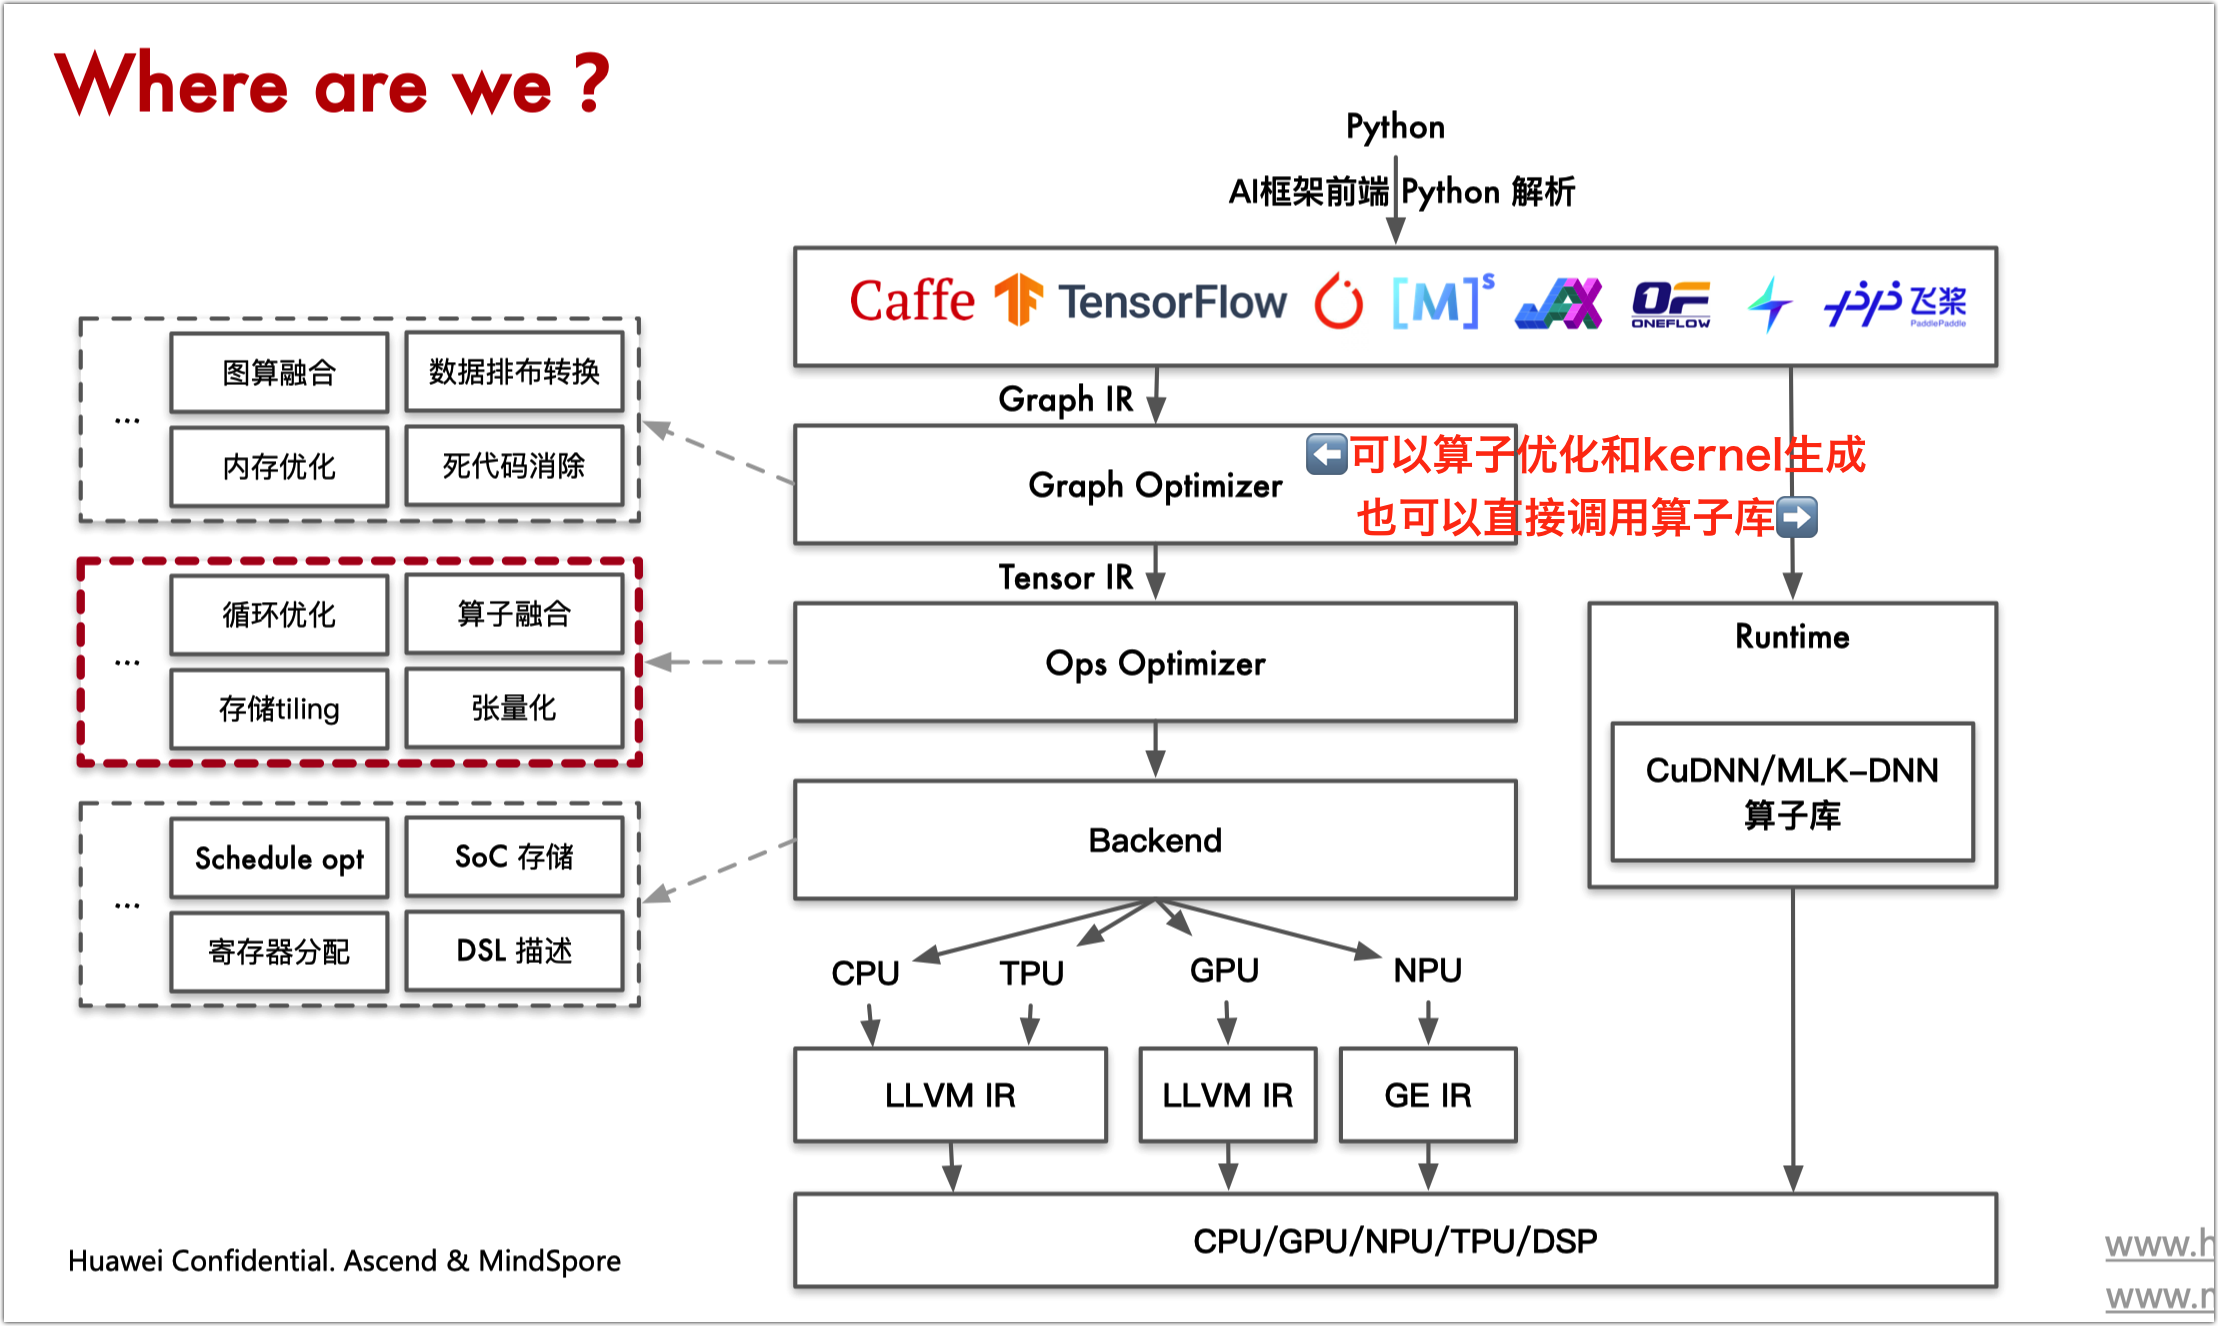 Where are we ?
Python
AI框架前端 Python 解析
Caffe TensorFlow [M]s JAX OF ONEFLOW 飞桨 PaddlePaddle
Graph IR
图算融合 数据排布转换
...
内存优化 死代码消除
Graph Optimizer
⬅️可以算子优化和kernel生成
也可以直接调用算子库➡️
Tensor IR
循环优化 算子融合
...
存储tiling 张量化
Ops Optimizer
Runtime
CuDNN/MLK-DNN
算子库
Schedule opt SoC 存储
...
寄存器分配 DSL 描述
Backend
CPU TPU GPU NPU
LLVM IR LLVM IR GE IR
CPU/GPU/NPU/TPU/DSP
Huawei Confidential. Ascend & MindSpore
www.h
www.